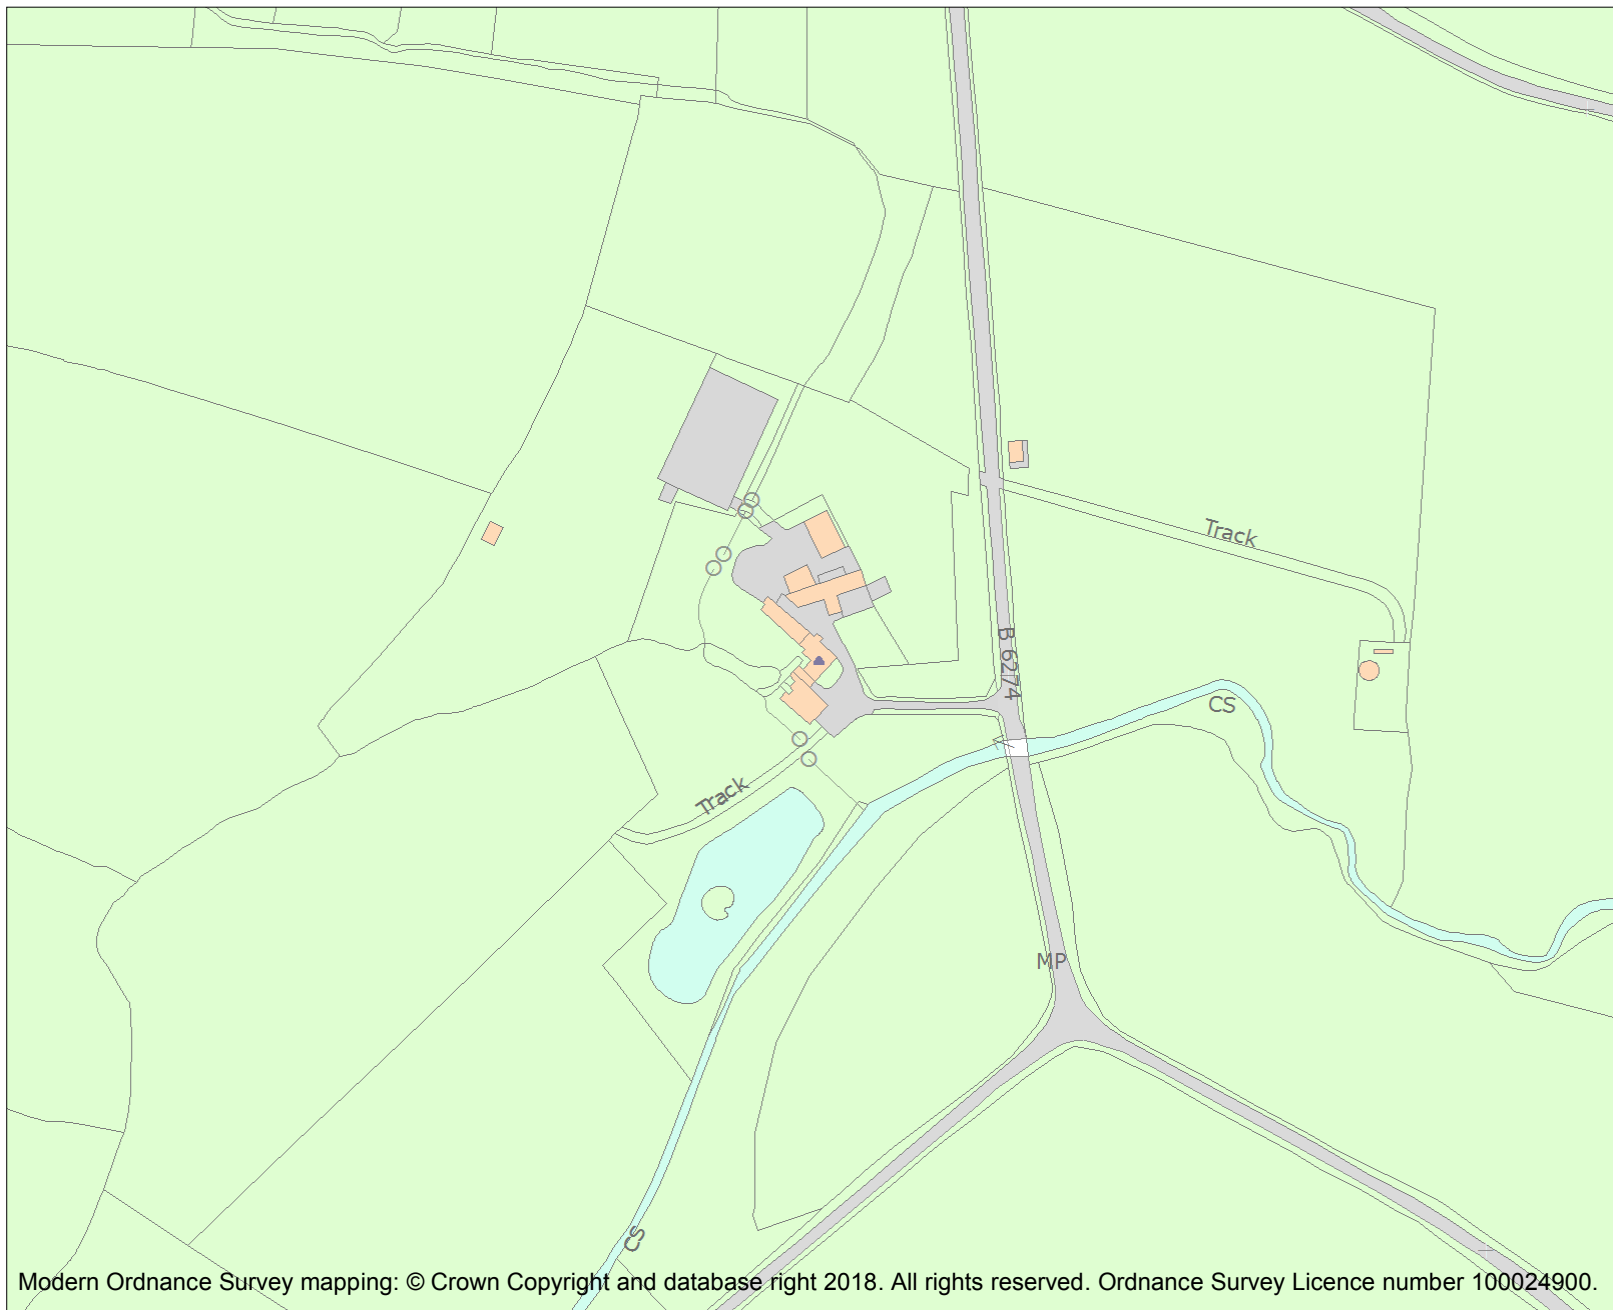 Track
B 6274
CS
Track
MP
CS
Modern Ordnance Survey mapping: © Crown Copyright and database right 2018. All rights reserved. Ordnance Survey Licence number 100024900.